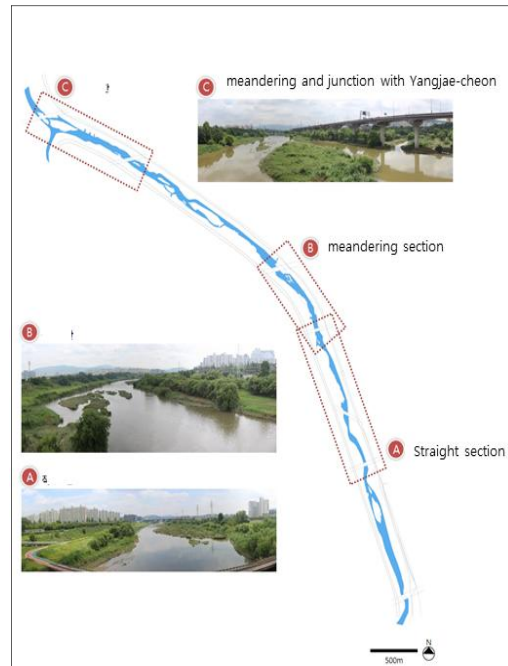 C
C meandering and junction with Yangjae-cheon
B meandering section
B
A
A Straight section
N
500m